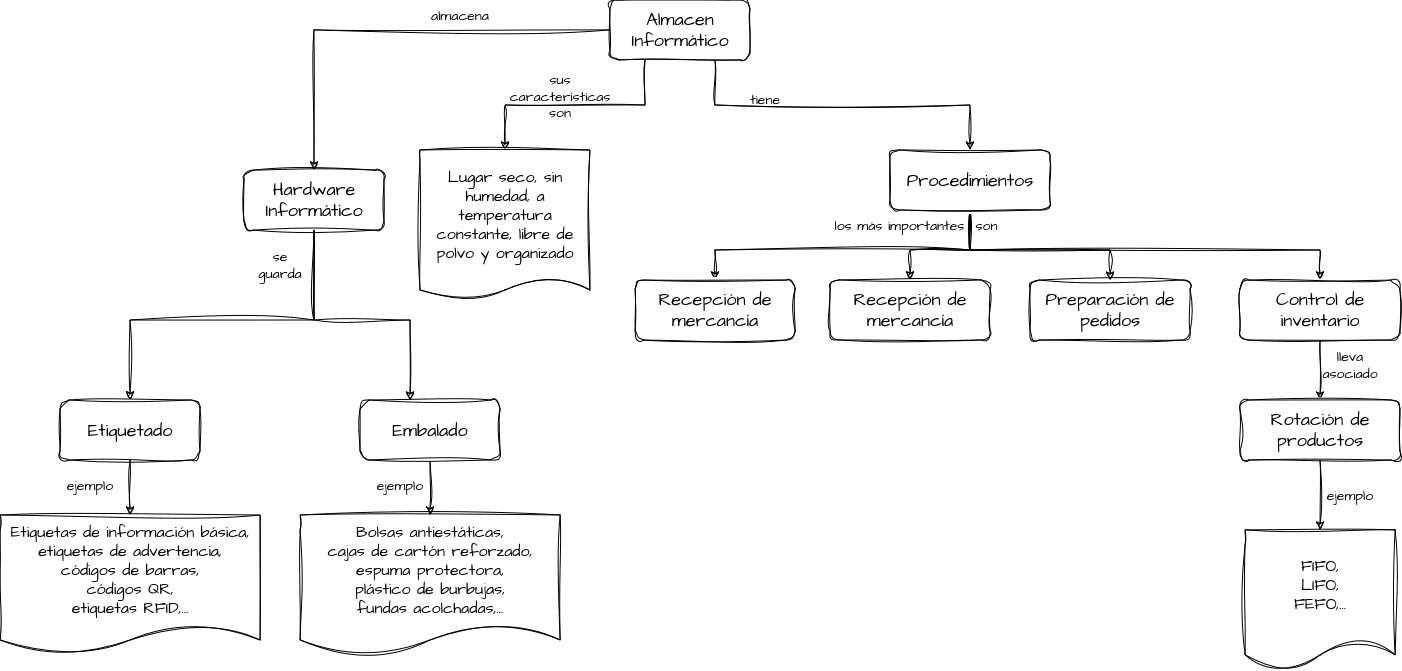 almacena
Almacen
Informático
sus
características
son
tiene
Hardware
Informático
Lugar seco, sin
humedad, a
temperatura
constante, libre de
polvo y organizado
Procedimientos
los más importantes
son
se
guarda
Recepción de
mercancía
Recepción de
mercancía
Preparación de
pedidos
Control de
inventario
lleva
asociado
Etiquetado
Embalado
Rotación de
productos
ejemplo
ejemplo
ejemplo
Etiquetas de información básica,
etiquetas de advertencia,
códigos de barras,
códigos QR,
etiquetas RFID,...
Bolsas antiestáticas,
cajas de cartón reforzado,
espuma protectora,
plástico de burbujas,
fundas acolchadas,...
FIFO,
LIFO,
FEFO,...